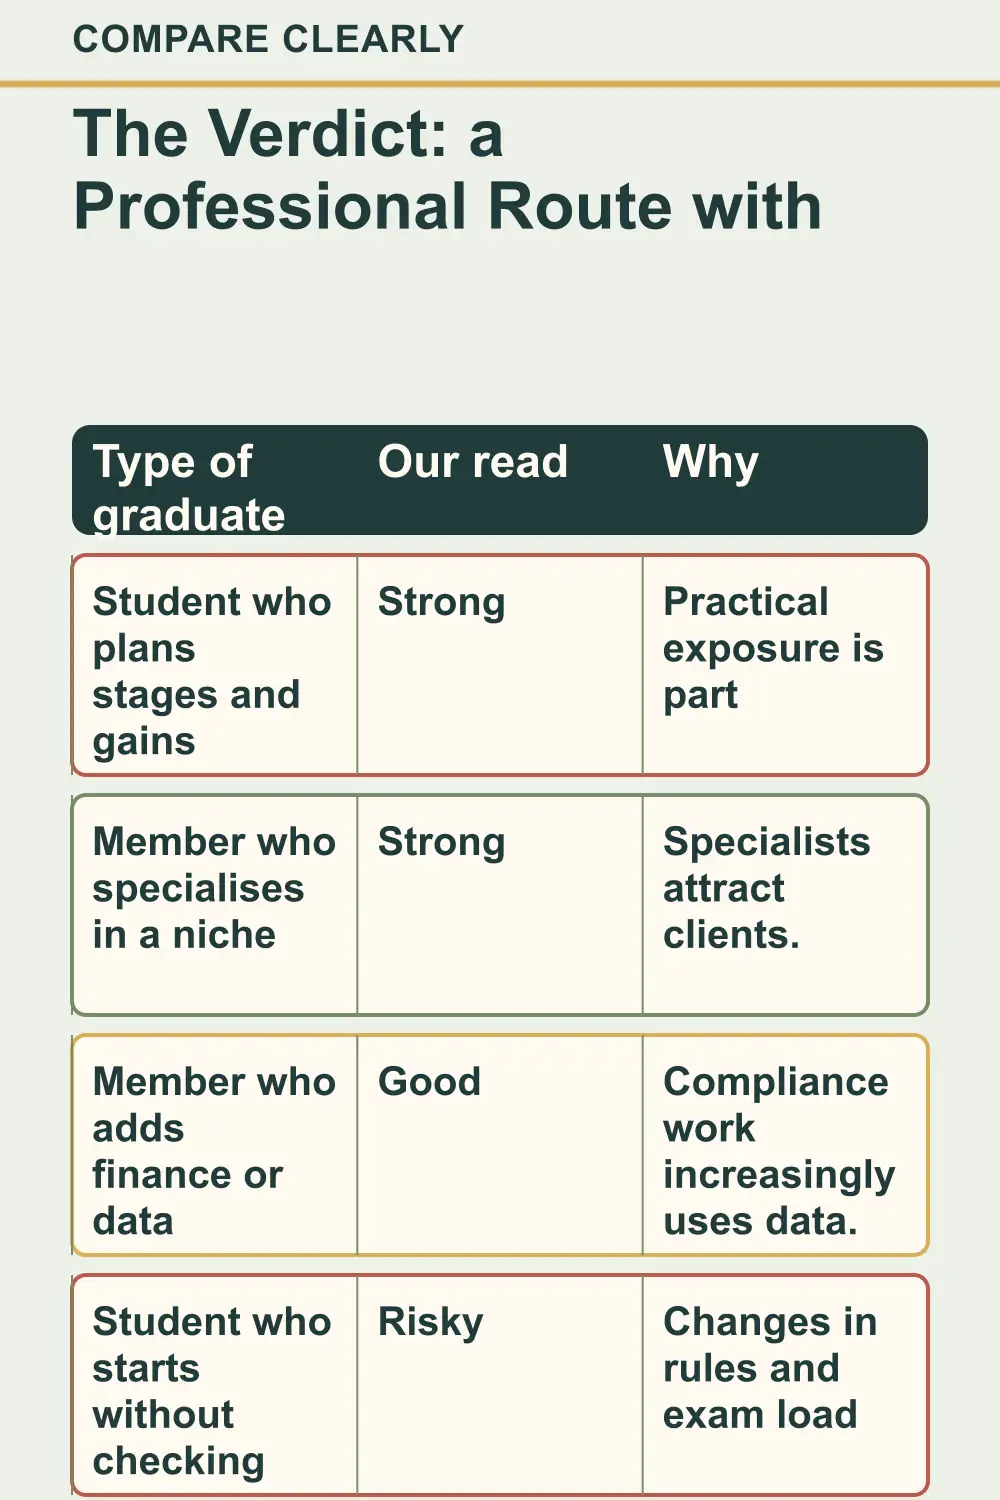 COMPARE CLEARLY
The Verdict: a
Professional Route with
Type of
graduate
Our read
Why
Student who
plans
stages and
gains
Strong
Practical
exposure is
part
Member who
specialises
in a niche
Strong
Specialists
attract
clients.
Member who
adds
finance or
data
Good
Compliance
work
increasingly
uses data.
Student who
starts
without
checking
Risky
Changes in
rules and
exam load